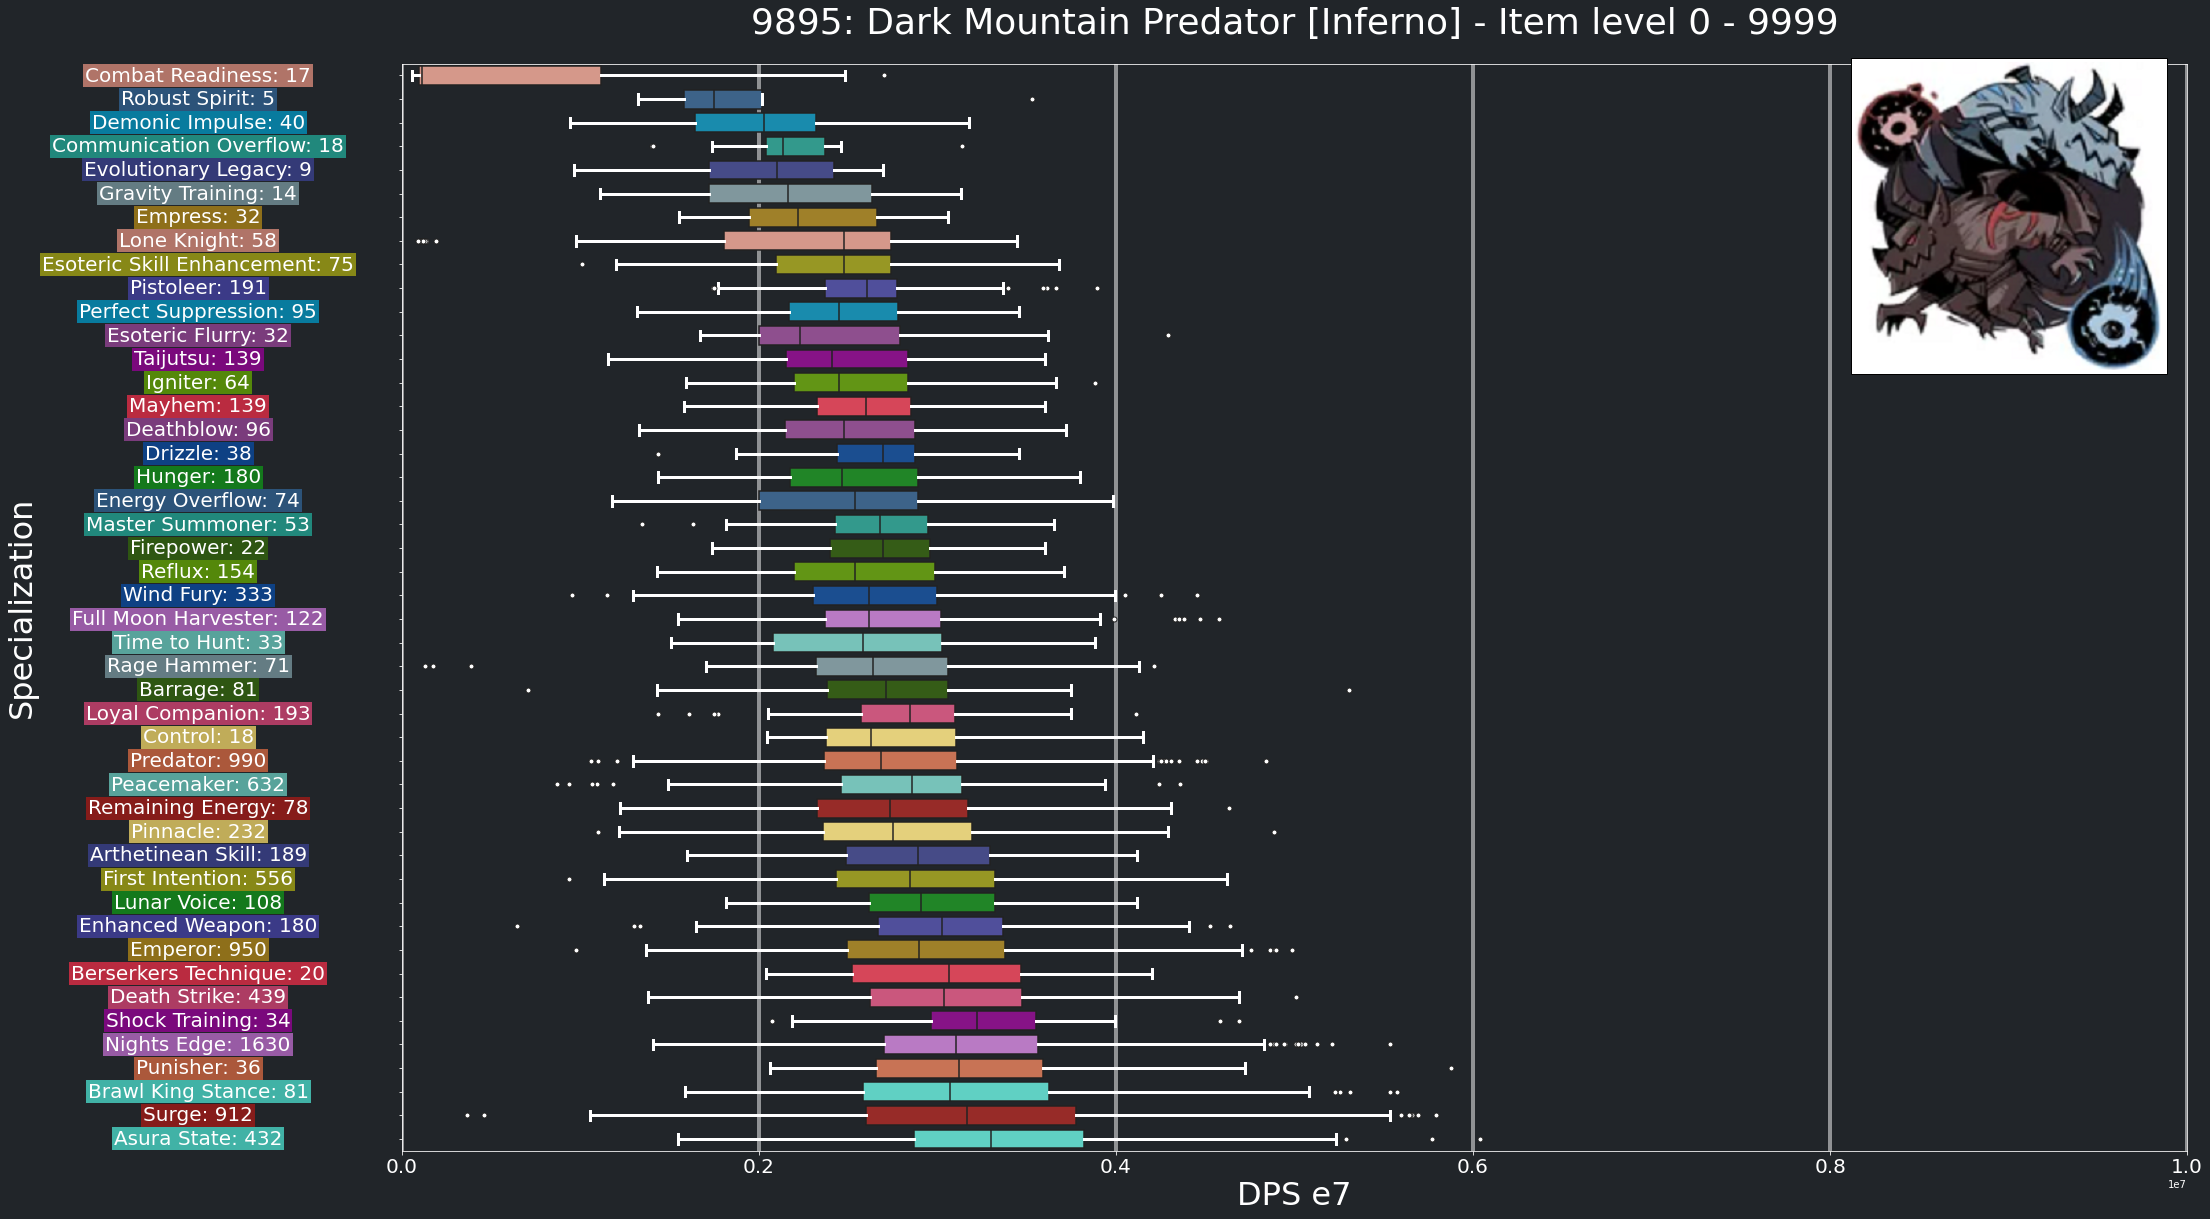 9895: Dark Mountain Predator [Inferno] - Item level 0 - 9999
Specialization
Combat Readiness: 17
Robust Spirit: 5
Demonic Impulse: 40
Communication Overflow: 18
Evolutionary Legacy: 9
Gravity Training: 14
Empress: 32
Lone Knight: 58
Esoteric Skill Enhancement: 75
Pistoleer: 191
Perfect Suppression: 95
Esoteric Flurry: 32
Taijutsu: 139
Igniter: 64
Mayhem: 139
Deathblow: 96
Drizzle: 38
Hunger: 180
Energy Overflow: 74
Master Summoner: 53
Firepower: 22
Reflux: 154
Wind Fury: 333
Full Moon Harvester: 122
Time to Hunt: 33
Rage Hammer: 71
Barrage: 81
Loyal Companion: 193
Control: 18
Predator: 990
Peacemaker: 632
Remaining Energy: 78
Pinnacle: 232
Arthetinean Skill: 189
First Intention: 556
Lunar Voice: 108
Enhanced Weapon: 180
Emperor: 950
Berserkers Technique: 20
Death Strike: 439
Shock Training: 34
Nights Edge: 1630
Punisher: 36
Brawl King Stance: 81
Surge: 912
Asura State: 432
0.0 0.2 0.4 0.6 0.8 1.0
1e7
DPS e7